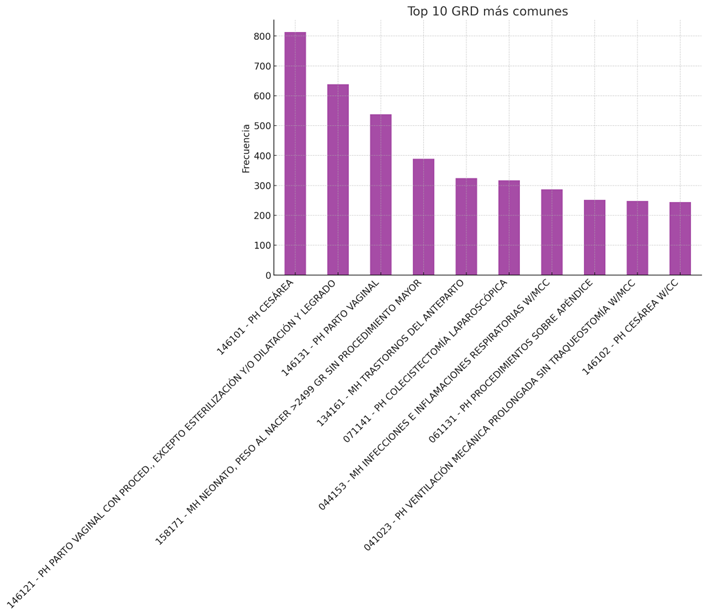 Top 10 GRD más comunes
Frecuencia
800
700
600
500
400
300
200
100
0
146101 - PH CESÁREA
146121 - PH PARTO VAGINAL CON PROCED., EXCEPTO ESTERILIZACIÓN Y/O DILATACIÓN Y LEGRADO
146131 - PH PARTO VAGINAL
158171 - MH NEONATO, PESO AL NACER >2499 GR SIN PROCEDIMIENTO MAYOR
134161 - MH TRASTORNOS DEL ANTEPARTO
071141 - PH COLECISTECTOMÍA LAPAROSCÓPICA
044153 - MH INFECCIONES E INFLAMACIONES RESPIRATORIAS W/MCC
061131 - PH PROCEDIMIENTOS SOBRE APÉNDICE
041023 - PH VENTILACIÓN MECÁNICA PROLONGADA SIN TRAQUEOSTOMÍA W/MCC
146102 - PH CESÁREA W/CC